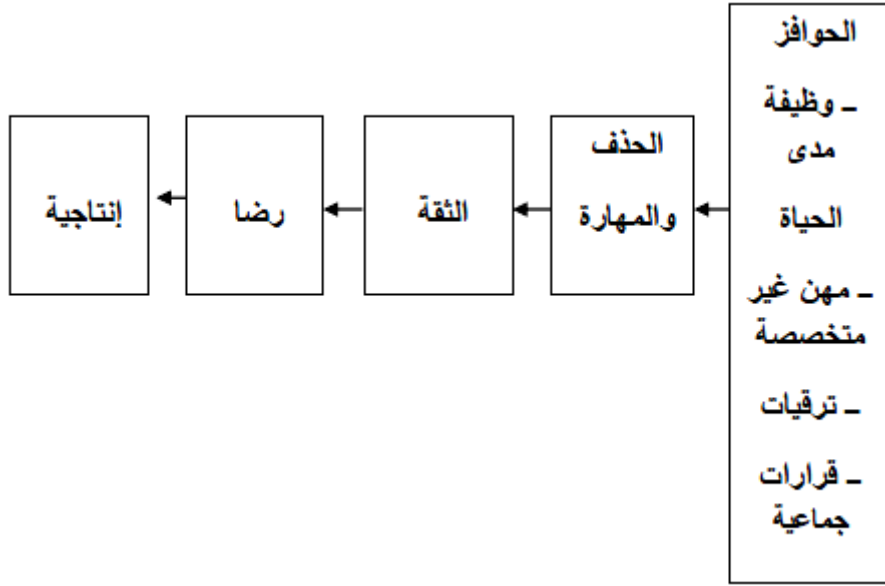 الحوافز
ـ وظيفة
مدى
الحياة
ـ مهن غير
متخصصة
ـ ترقيات
ـ قرارات
جماعية
الحذف
والمهارة
الثقة
رضا
إنتاجية